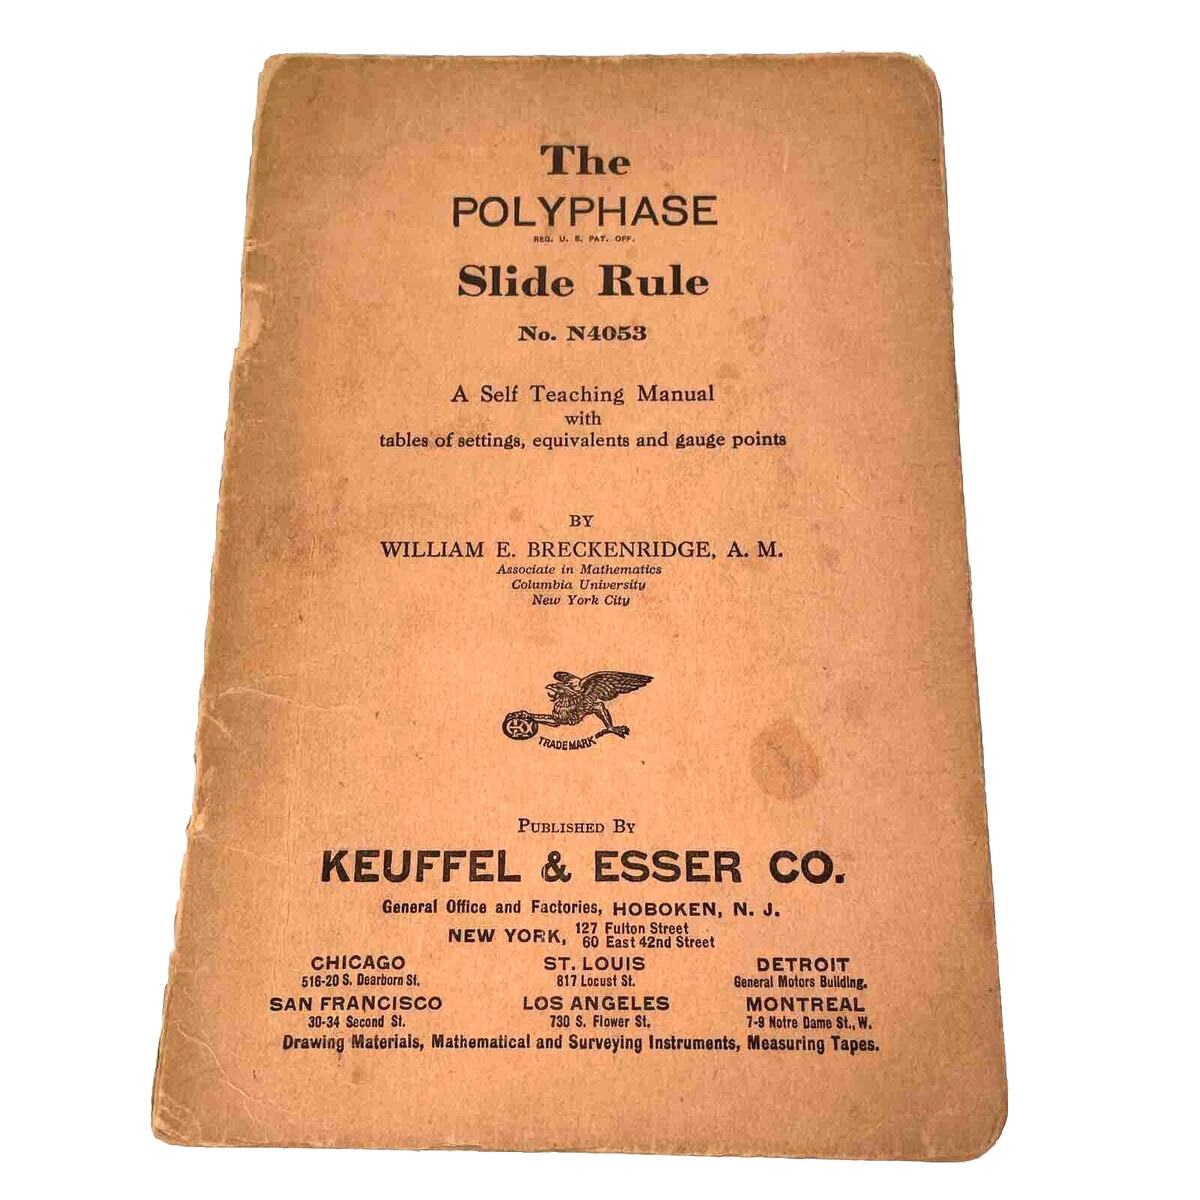 The
POLYPHASE
REG. U. S. PAT. OFF.
Slide Rule
No. N4053
A Self Teaching Manual
with
tables of settings, equivalents and gauge points
BY
WILLIAM E. BRECKENRIDGE, A. M.
Associate in Mathematics
Columbia University
New York City
TRADE MARK
PUBLISHED BY
KEUFFEL & ESSER CO.
General Office and Factories, HOBOKEN, N. J.
NEW YORK, 127 Fulton Street
60 East 42nd Street
CHICAGO ST. LOUIS DETROIT
516-20 S. Dearborn St. 817 Locust St. General Motors Building.
SAN FRANCISCO LOS ANGELES MONTREAL
30-34 Second St. 730 S. Flower St. 7-9 Notre Dame St., W.
Drawing Materials, Mathematical and Surveying Instruments, Measuring Tapes.